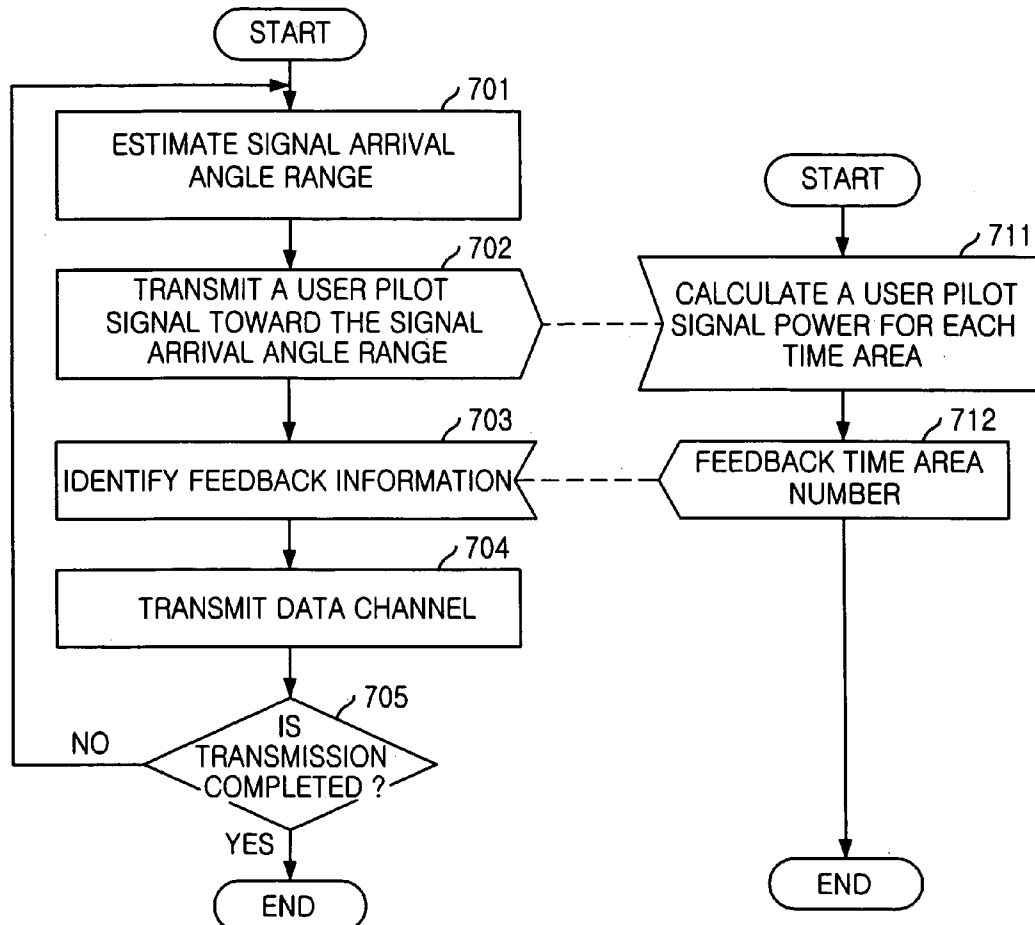 START
701
ESTIMATE SIGNAL ARRIVAL
ANGLE RANGE
702
TRANSMIT A USER PILOT
SIGNAL TOWARD THE SIGNAL
ARRIVAL ANGLE RANGE
703
IDENTIFY FEEDBACK INFORMATION
704
TRANSMIT DATA CHANNEL
705
IS
TRANSMISSION
COMPLETED ?
NO
YES
END
START
711
CALCULATE A USER PILOT
SIGNAL POWER FOR EACH
TIME AREA
712
FEEDBACK TIME AREA
NUMBER
END